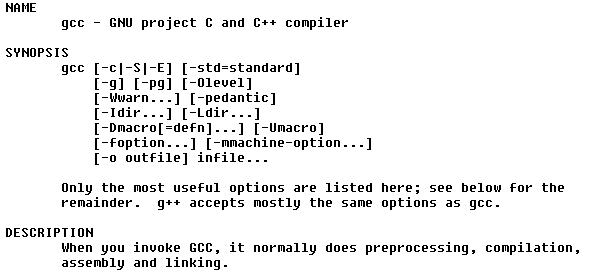 NAME
gcc - GNU project C and C++ compiler
SYNOPSIS
gcc [-c|-S|-E] [-std=standard]
[-g] [-pg] [-Olevel]
[-Wwarn...] [-pedantic]
[-Idir...] [-Ldir...]
[-Dmacro[=defn]...] [-Umacro]
[-foption...] [-mmachine-option...]
[-o outfile] infile...
Only the most useful options are listed here; see below for the
remainder.  g++ accepts mostly the same options as gcc.
DESCRIPTION
When you invoke GCC, it normally does preprocessing, compilation,
assembly and linking.